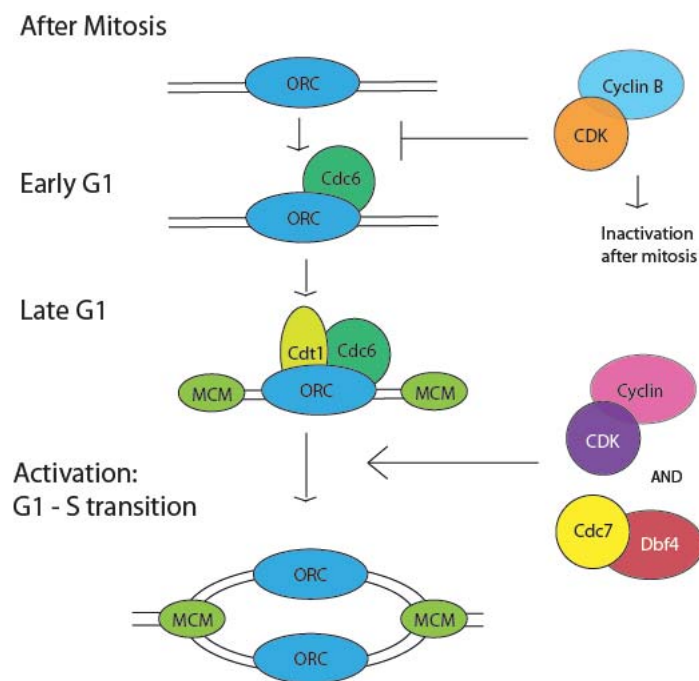 After Mitosis
ORC
Cyclin B
CDK
Early G1
Cdc6
ORC
Inactivation
after mitosis
Late G1
Cdt1
Cdc6
MCM
ORC
MCM
Cyclin
CDK
Activation:
G1 - S transition
AND
Cdc7
Dbf4
ORC
MCM
MCM
ORC